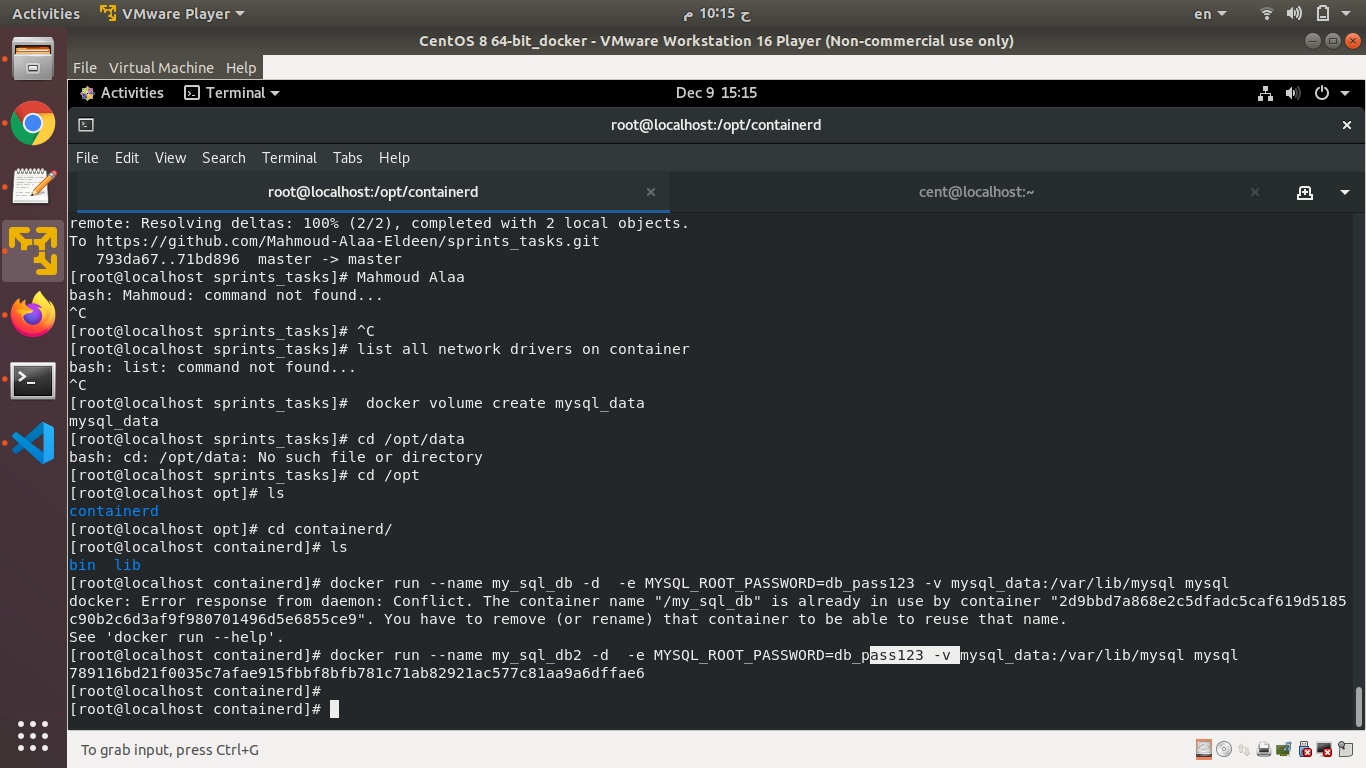 Activities VMware Player ح 10:15 م en
CentOS 8 64-bit_docker - VMware Workstation 16 Player (Non-commercial use only)
File Virtual Machine Help
Activities Terminal Dec 9 15:15
root@localhost:/opt/containerd
File Edit View Search Terminal Tabs Help
root@localhost:/opt/containerd cent@localhost:~
remote: Resolving deltas: 100% (2/2), completed with 2 local objects.
To https://github.com/Mahmoud-Alaa-Eldeen/sprints_tasks.git
   793da67..71bd896  master -> master
[root@localhost sprints_tasks]# Mahmoud Alaa
bash: Mahmoud: command not found...
^C
[root@localhost sprints_tasks]# ^C
[root@localhost sprints_tasks]# list all network drivers on container
bash: list: command not found...
^C
[root@localhost sprints_tasks]#  docker volume create mysql_data
mysql_data
[root@localhost sprints_tasks]# cd /opt/data
bash: cd: /opt/data: No such file or directory
[root@localhost sprints_tasks]# cd /opt
[root@localhost opt]# ls
containerd
[root@localhost opt]# cd containerd/
[root@localhost containerd]# ls
bin  lib
[root@localhost containerd]# docker run --name my_sql_db -d  -e MYSQL_ROOT_PASSWORD=db_pass123 -v mysql_data:/var/lib/mysql mysql
docker: Error response from daemon: Conflict. The container name "/my_sql_db" is already in use by container "2d9bbd7a868e2c5dfadc5caf619d5185
c90b2c6d3af9f980701496d5e6855ce9". You have to remove (or rename) that container to be able to reuse that name.
See 'docker run --help'.
[root@localhost containerd]# docker run --name my_sql_db2 -d  -e MYSQL_ROOT_PASSWORD=db_pass123 -v mysql_data:/var/lib/mysql mysql
789116bd21f0035c7afae915fbbf8bfb781c71ab82921ac577c81aa9a6dffae6
[root@localhost containerd]#
[root@localhost containerd]#
To grab input, press Ctrl+G